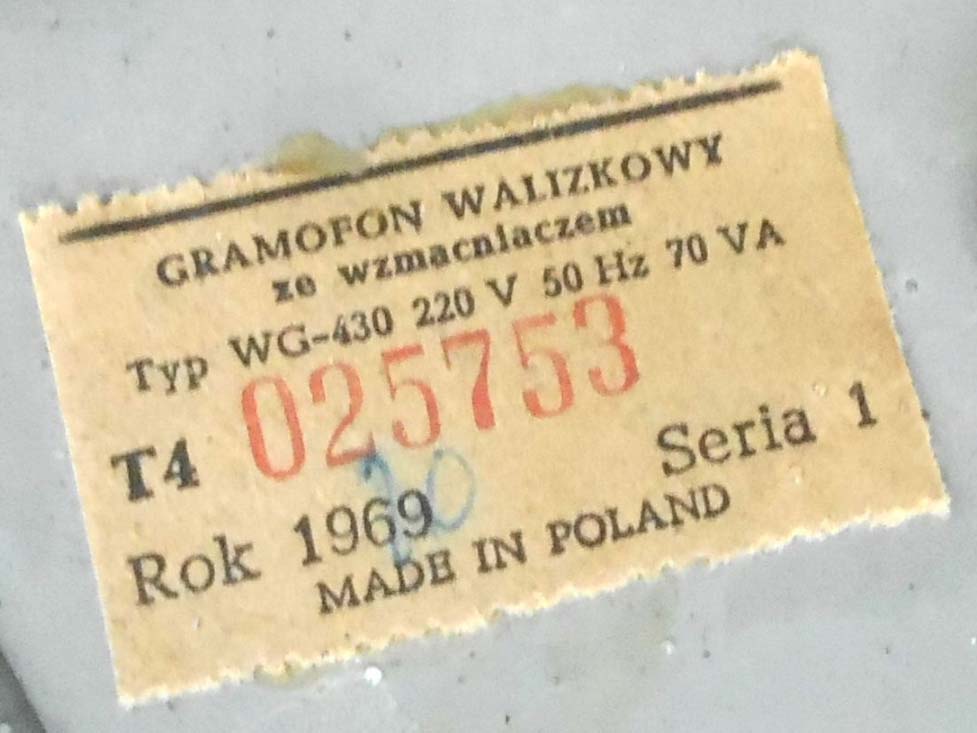 GRAMOFON WALIZKOWY
ze wzmacniaczem
Typ WG-430 220 V 50 Hz 70 VA
T4 025753
Rok 1969 Seria 1
MADE IN POLAND